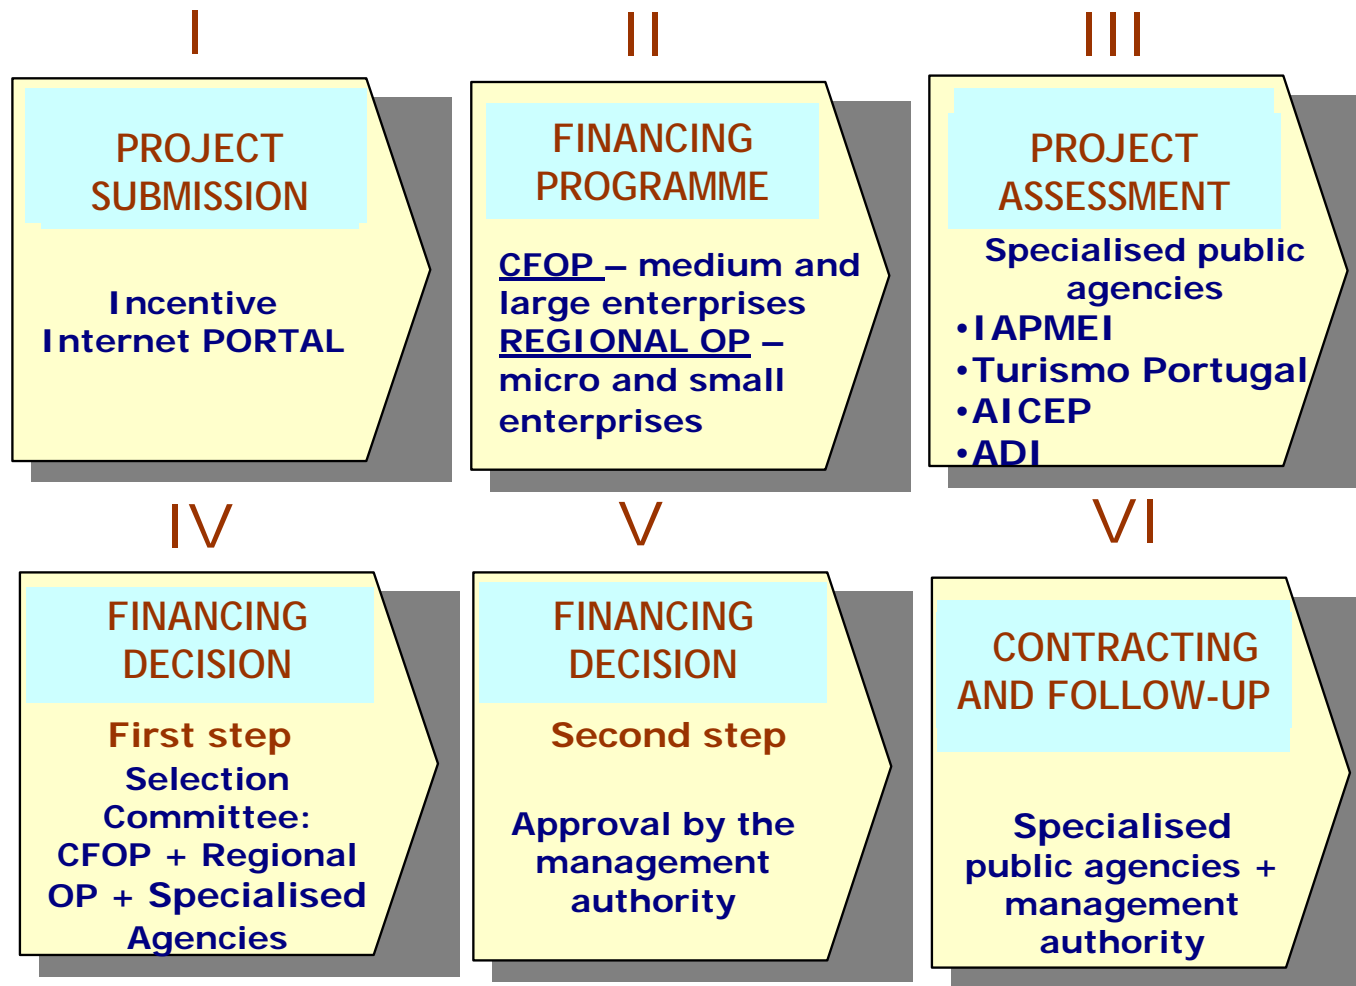 I
PROJECT
SUBMISSION
Incentive
Internet PORTAL
II
FINANCING
PROGRAMME
CFOP – medium and
large enterprises
REGIONAL OP –
micro and small
enterprises
III
PROJECT
ASSESSMENT
Specialised public
agencies
•IAPMEI
•Turismo Portugal
•AICEP
•ADI
IV
FINANCING
DECISION
First step
Selection
Committee:
CFOP + Regional
OP + Specialised
Agencies
V
FINANCING
DECISION
Second step
Approval by the
management
authority
VI
CONTRACTING
AND FOLLOW-UP
Specialised
public agencies +
management
authority